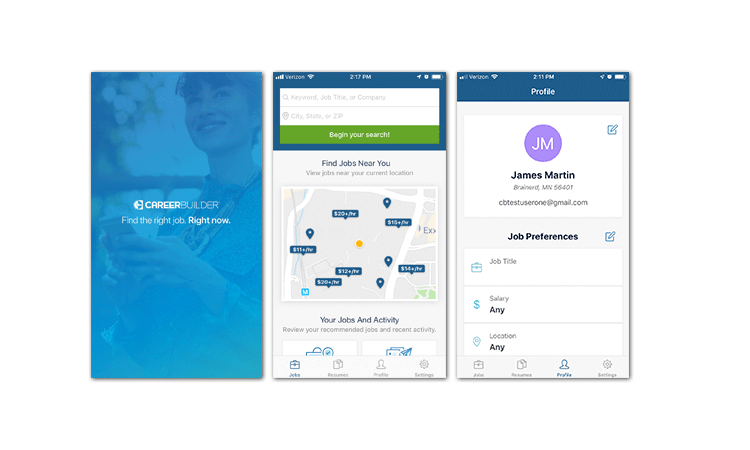 CAREERBUILDER
Find the right job. Right now.
Verizon 2:17 PM
Keyword, Job Title, or Company
City, State, or ZIP
Begin your search!
Find Jobs Near You
View jobs near your current location
$20+/hr
$15+/hr
Exx
$11+/hr
$12+/hr
$14+/hr
$20+/hr
Your Jobs And Activity
Review your recommended jobs and recent activity.
Jobs Resumes Profile Settings
Verizon 2:11 PM
Profile
JM
James Martin
Brainerd, MN 56401
cbtestuserone@gmail.com
Job Preferences
Job Title
Salary
Any
Location
Any
Jobs Resumes Profile Settings